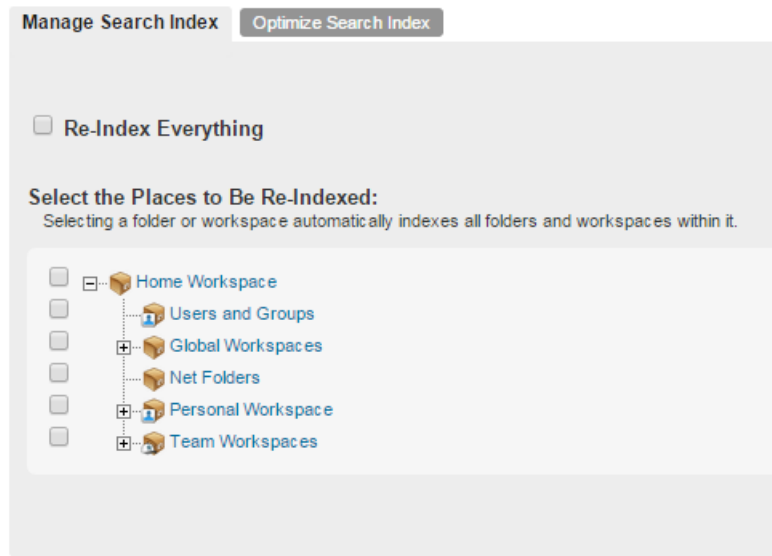 Manage Search Index Optimize Search Index
Re-Index Everything
Select the Places to Be Re-Indexed:
Selecting a folder or workspace automatically indexes all folders and workspaces within it.
Home Workspace
Users and Groups
Global Workspaces
Net Folders
Personal Workspace
Team Workspaces